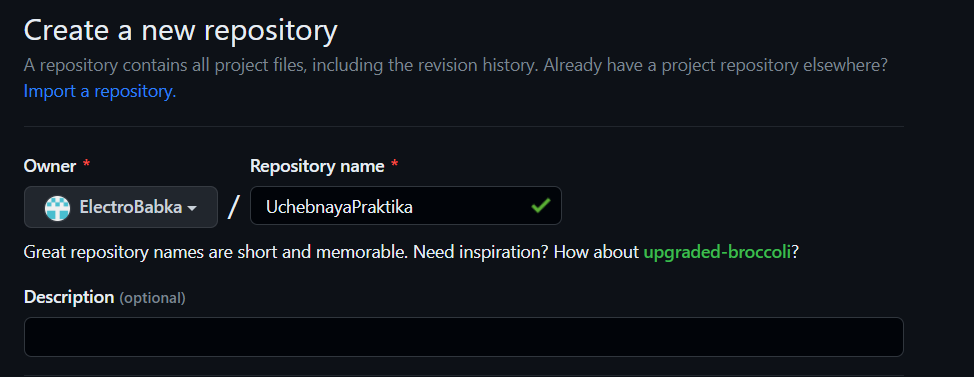 Create a new repository
A repository contains all project files, including the revision history. Already have a project repository elsewhere?
Import a repository.
Owner * Repository name *
ElectroBabka / UchebnayaPraktika
Great repository names are short and memorable. Need inspiration? How about upgraded-broccoli?
Description (optional)